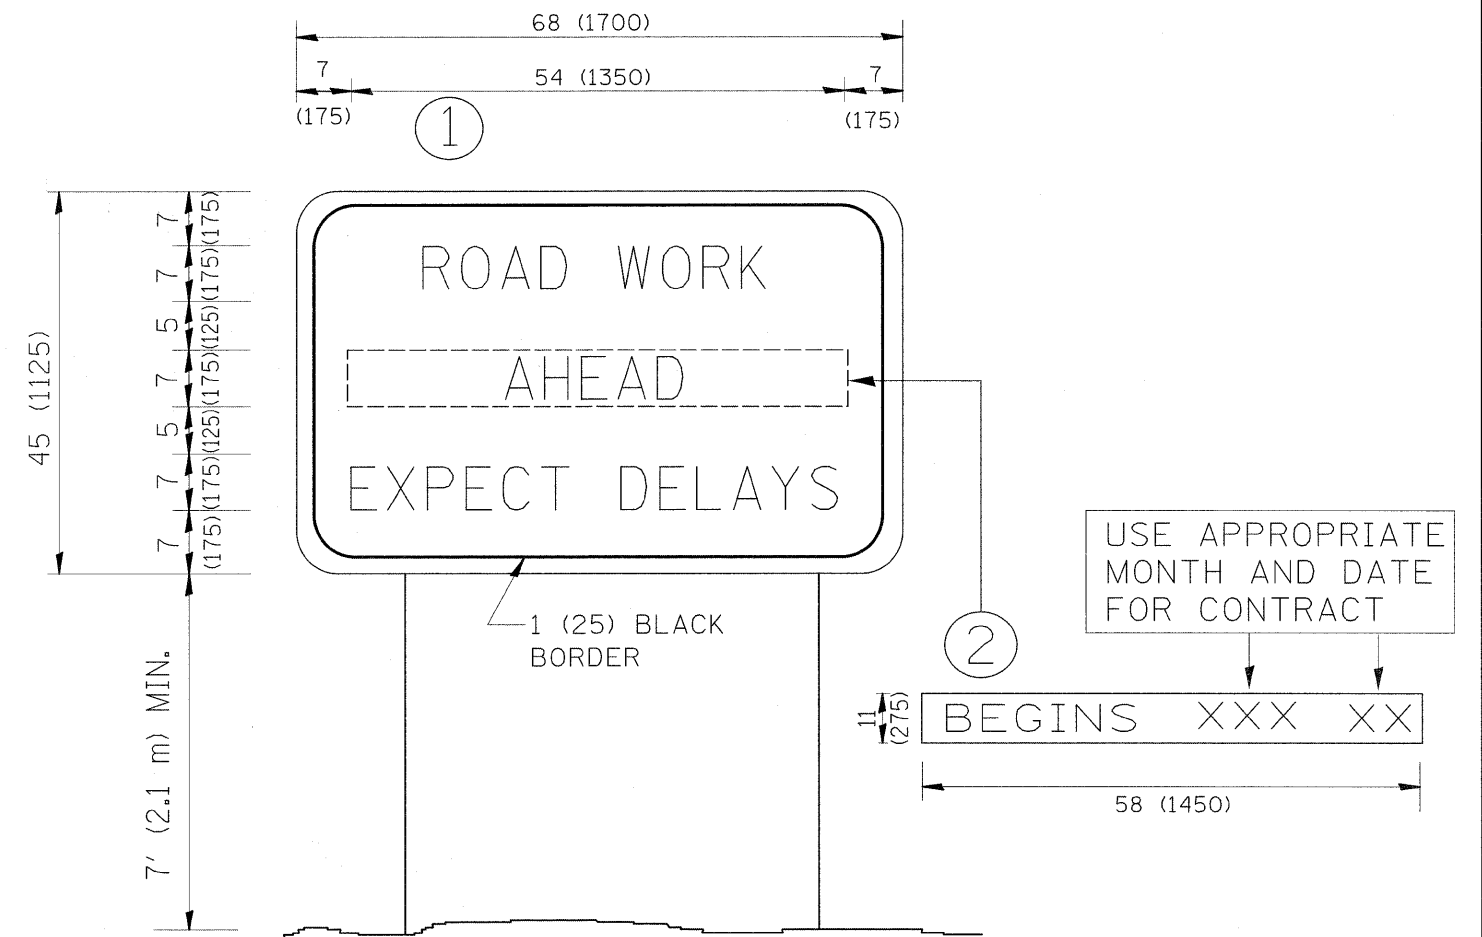 68 (1700)
7
54 (1350)
7
(175)
(175)
1
7
(175)
7
(175)
5
(125)
7
(175)
5
(125)
7
(175)
7
(175)
45 (1125)
ROAD WORK
AHEAD
EXPECT DELAYS
1 (25) BLACK
BORDER
7' (2.1 m) MIN.
2
USE APPROPRIATE
MONTH AND DATE
FOR CONTRACT
11
(275)
BEGINS XXX XX
58 (1450)